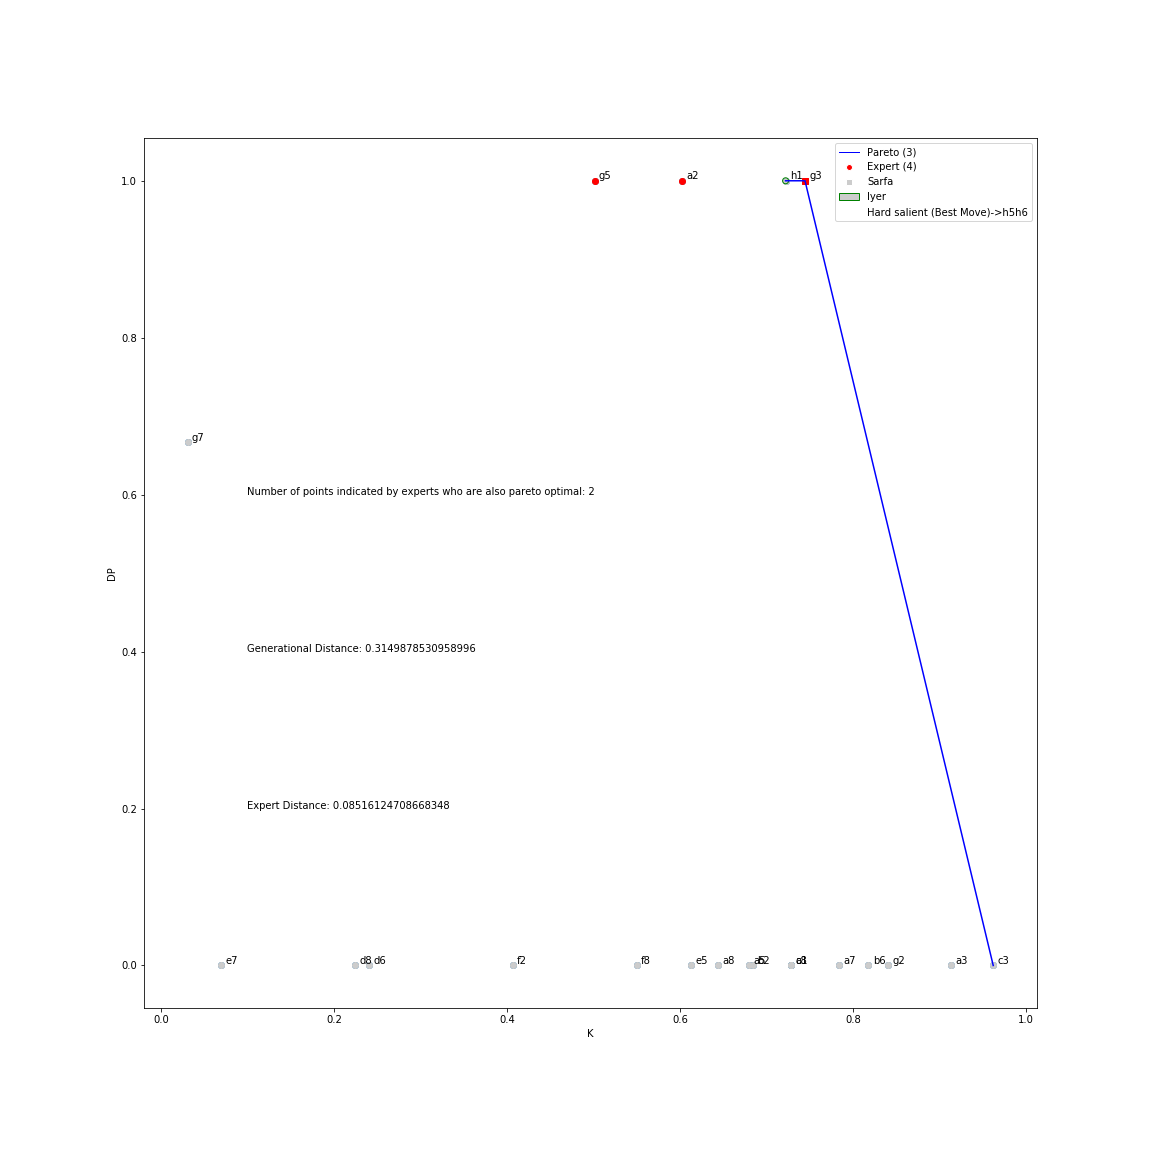 g5
a2
h1
g3
Pareto (3)
Expert (4)
Sarfa
Iyer
Hard salient (Best Move)->h5h6
1.0
0.8
g7
0.6
Number of points indicated by experts who are also pareto optimal: 2
DP
0.4
Generational Distance: 0.3149878530958996
0.2
Expert Distance: 0.08516124708668348
0.0
e7
d8
d6
f2
f8
e5
a8
a7
b6
g2
a3
c3
0.0
0.2
0.4
0.6
0.8
1.0
K